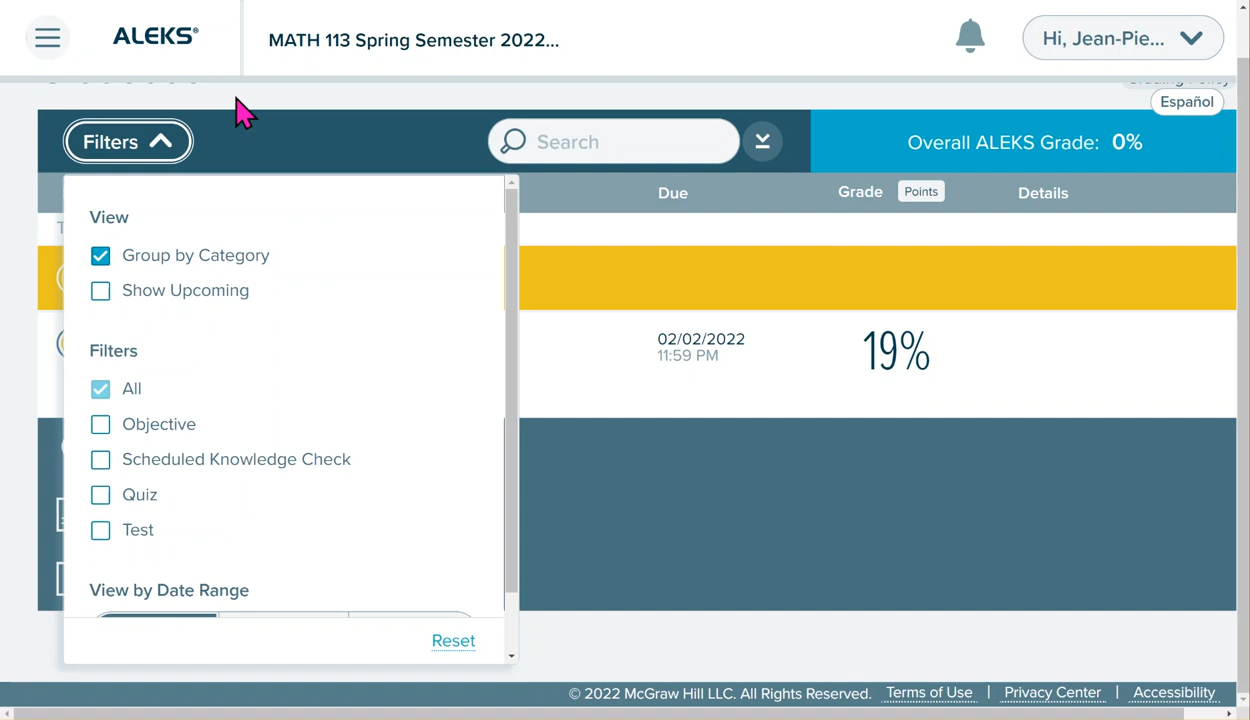 ALEKS®
MATH 113 Spring Semester 2022...
Hi, Jean-Pie...
Español
Filters
Search
Overall ALEKS Grade: 0%
Due
Grade
Points
Details
View
Group by Category
Show Upcoming
Filters
All
Objective
Scheduled Knowledge Check
Quiz
Test
View by Date Range
Reset
02/02/2022
11:59 PM
19%
© 2022 McGraw Hill LLC. All Rights Reserved. Terms of Use | Privacy Center | Accessibility